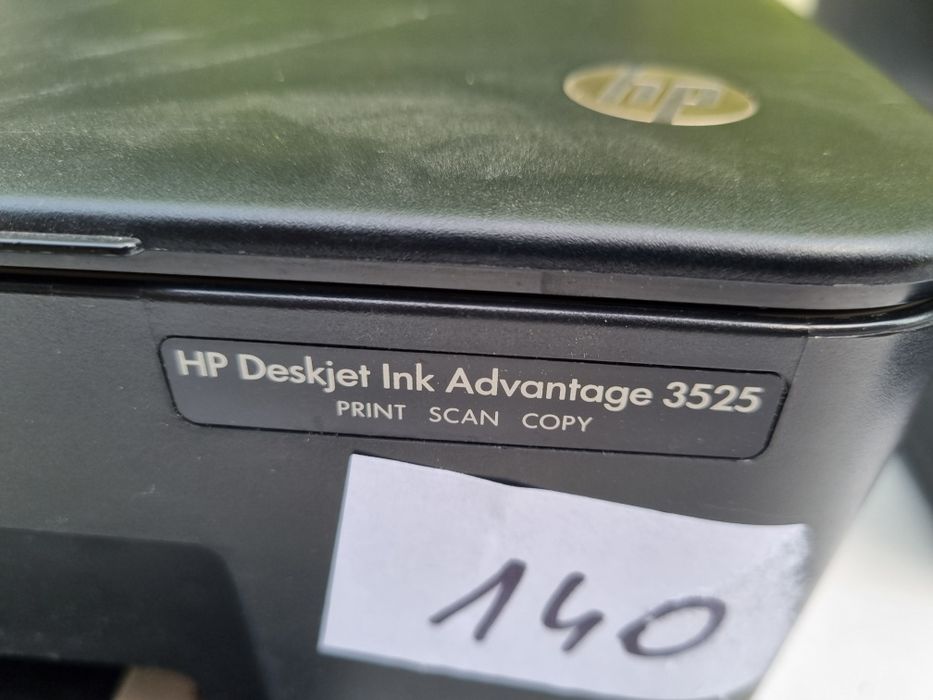 hp
HP Deskjet Ink Advantage 3525
PRINT SCAN COPY
140